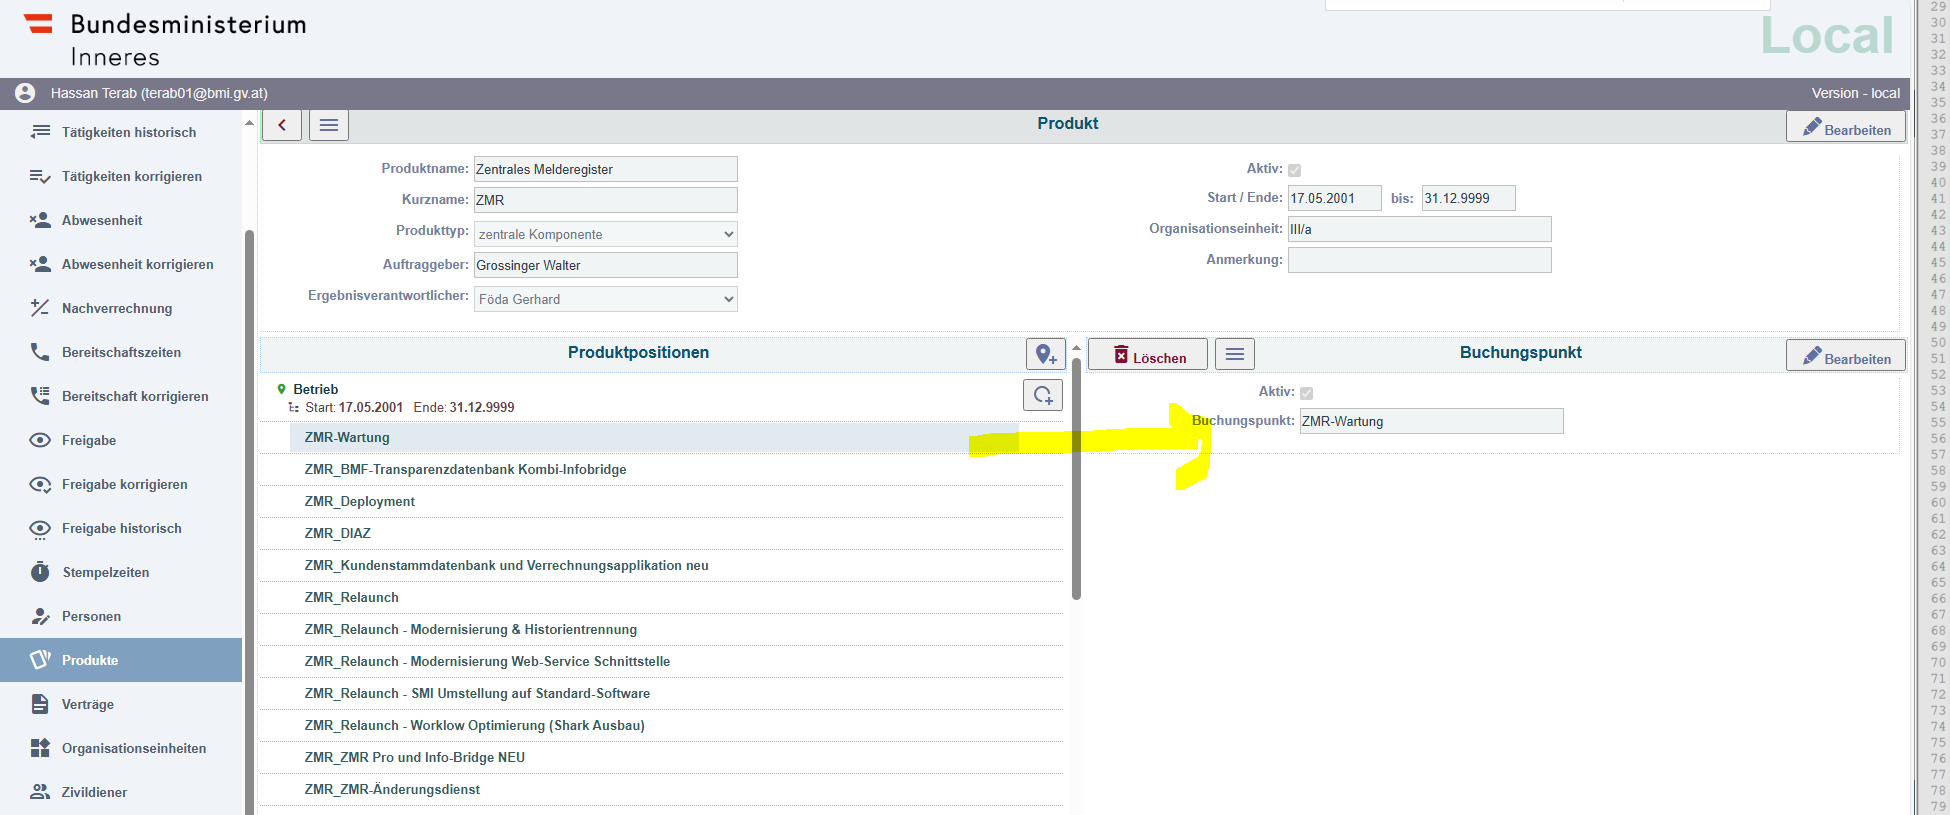 Bundesministerium
Inneres
Local
Hassan Terab (terab01@bmi.gv.at)
Version - local
Tätigkeiten historisch
Tätigkeiten korrigieren
Abwesenheit
Abwesenheit korrigieren
Nachverrechnung
Bereitschaftszeiten
Bereitschaft korrigieren
Freigabe
Freigabe korrigieren
Freigabe historisch
Stempelzeiten
Personen
Produkte
Verträge
Organisationseinheiten
Zivildiener
Produkt
Bearbeiten
Produktname: Zentrales Melderegister
Kurzname: ZMR
Produkttyp: zentrale Komponente
Auftraggeber: Grossinger Walter
Ergebnisverantwortlicher: Föda Gerhard
Aktiv:
Start / Ende: 17.05.2001 bis: 31.12.9999
Organisationseinheit: III/a
Anmerkung:
Produktpositionen
Betrieb
Start: 17.05.2001 Ende: 31.12.9999
ZMR-Wartung
ZMR_BMF-Transparenzdatenbank Kombi-Infobridge
ZMR_Deployment
ZMR_DIAZ
ZMR_Kundenstammdatenbank und Verrechnungsapplikation neu
ZMR_Relaunch
ZMR_Relaunch - Modernisierung & Historientrennung
ZMR_Relaunch - Modernisierung Web-Service Schnittstelle
ZMR_Relaunch - SMI Umstellung auf Standard-Software
ZMR_Relaunch - Worklow Optimierung (Shark Ausbau)
ZMR_ZMR Pro und Info-Bridge NEU
ZMR_ZMR-Änderungsdienst
Löschen
Buchungspunkt
Bearbeiten
Aktiv:
Buchungspunkt: ZMR-Wartung
29
30
31
32
33
34
35
36
37
38
39
40
41
42
43
44
45
46
47
48
49
50
51
52
53
54
55
56
57
58
59
60
61
62
63
64
65
66
67
68
69
70
71
72
73
74
75
76
77
78
79